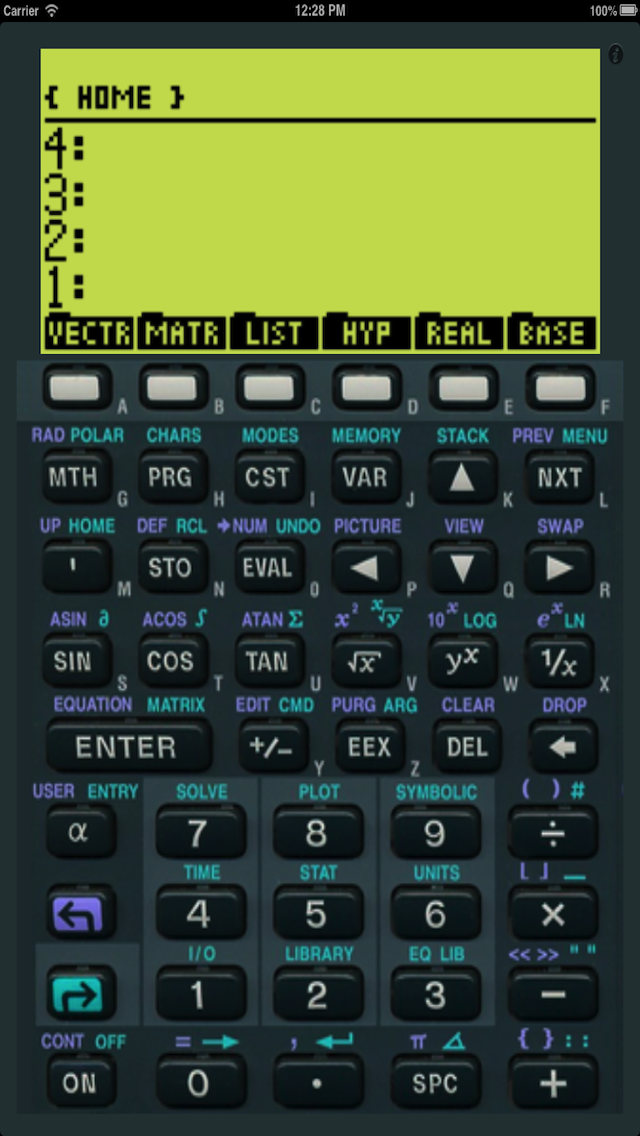 Carrier 12:28 PM 100%
{ HOME }
4:
3:
2:
1:
VECTR MATR LIST HYP REAL BASE
A B C D E F
RAD POLAR CHARS MODES MEMORY STACK PREV MENU
MTH G PRG H CST I VAR J ▲ K NXT L
UP HOME DEF RCL ➔NUM UNDO PICTURE VIEW SWAP
' M STO N EVAL O ◀ P ▼ Q ▶ R
ASIN ∂ ACOS ∫ ATAN Σ x² ˣ√y 10ˣ LOG eˣ LN
SIN S COS T TAN U √x V yˣ W 1/x X
EQUATION MATRIX EDIT CMD PURG ARG CLEAR DROP
ENTER +/− Y EEX Z DEL ←
USER ENTRY SOLVE PLOT SYMBOLIC ( ) #
α 7 8 9 ÷
TIME STAT UNITS [ ] _
4 5 6 ×
I/O LIBRARY EQ LIB << >> " "
1 2 3 −
CONT OFF = → , ↵ π ∡ { } : :
ON 0 . SPC +